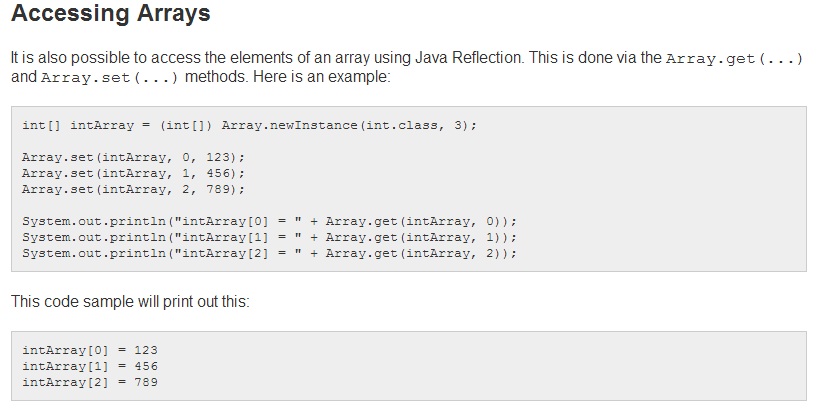 Accessing Arrays
It is also possible to access the elements of an array using Java Reflection. This is done via the Array.get(...)
and Array.set(...) methods. Here is an example:
int[] intArray = (int[]) Array.newInstance(int.class, 3);
Array.set(intArray, 0, 123);
Array.set(intArray, 1, 456);
Array.set(intArray, 2, 789);
System.out.println("intArray[0] = " + Array.get(intArray, 0));
System.out.println("intArray[1] = " + Array.get(intArray, 1));
System.out.println("intArray[2] = " + Array.get(intArray, 2));
This code sample will print out this:
intArray[0] = 123
intArray[1] = 456
intArray[2] = 789